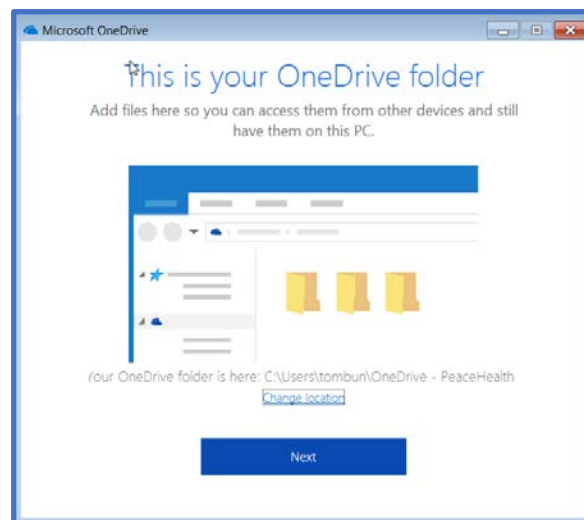 Microsoft OneDrive
This is your OneDrive folder
Add files here so you can access them from other devices and still
have them on this PC.
Your OneDrive folder is here: C:\Users\tombun\OneDrive - PeaceHealth
Change location
Next